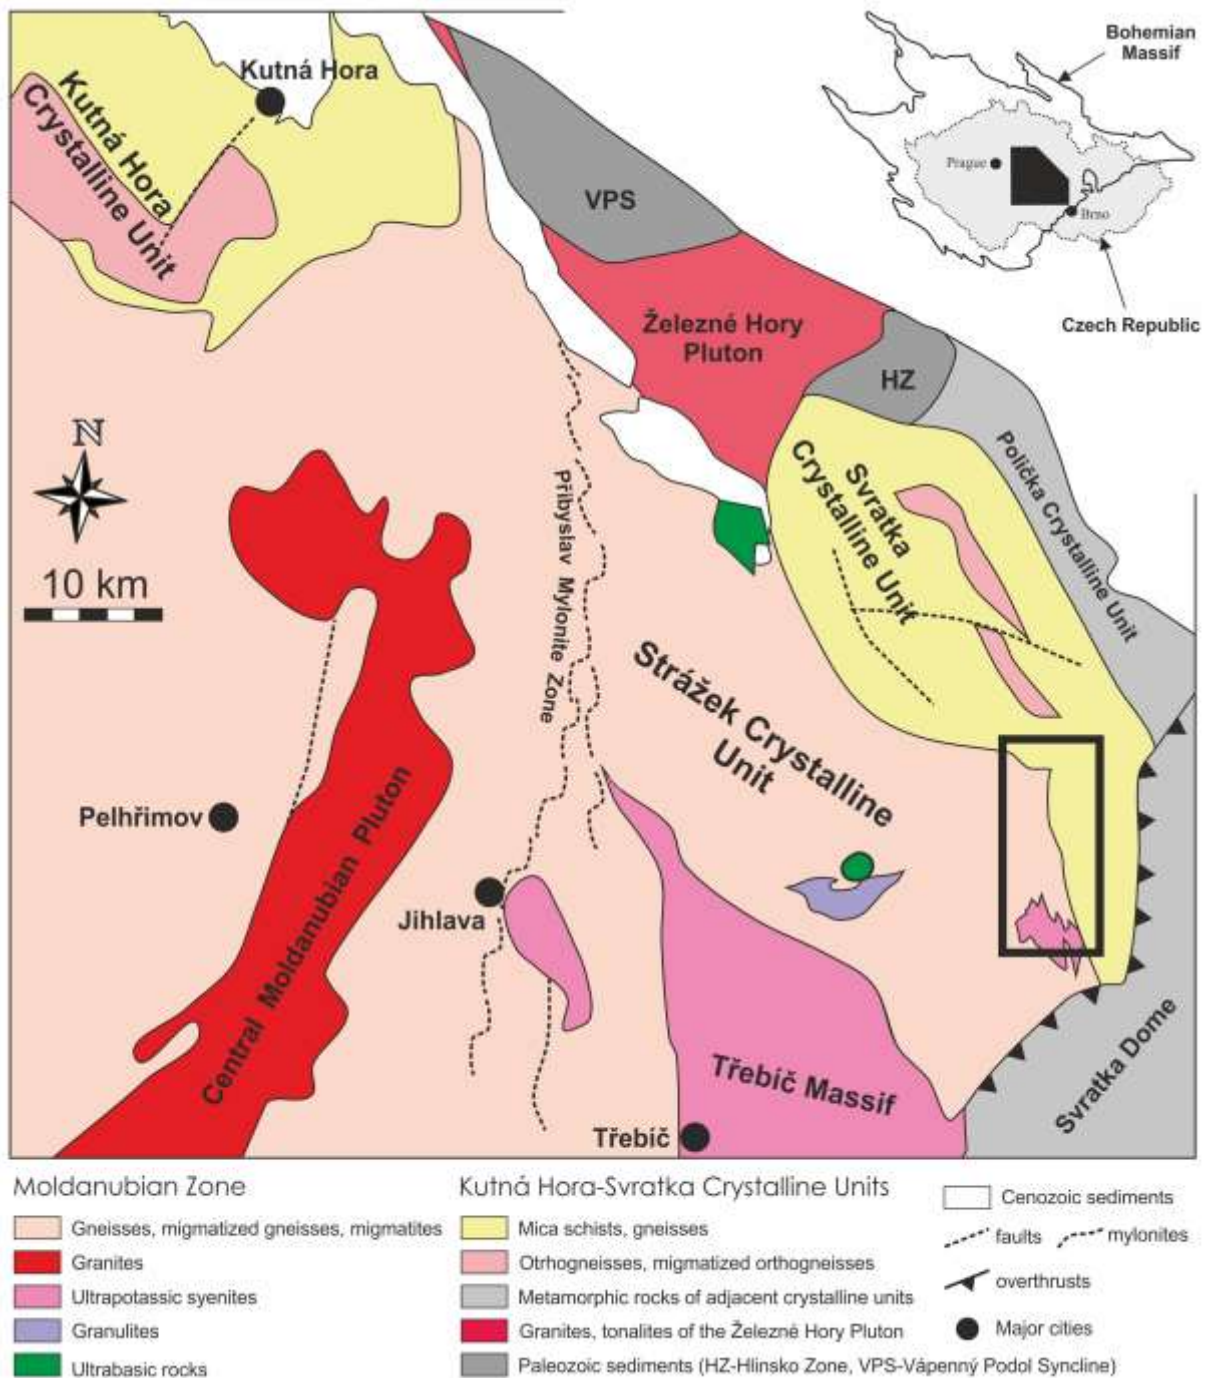 Bohemian
Massif
Prague
Brno
Czech Republic
Kutná Hora
Kutná Hora
Crystalline Unit
VPS
Železné Hory
Pluton
HZ
Polička Crystalline Unit
Svratka
Crystalline Unit
N
10 km
Přibyslav Mylonite Zone
Strážek Crystalline
Unit
Pelhřimov
Central Moldanubian Pluton
Jihlava
Třebíč Massif
Třebíč
Svratka Dome
Moldanubian Zone
Gneisses, migmatized gneisses, migmatites
Granites
Ultrapotassic syenites
Granulites
Ultrabasic rocks
Kutná Hora-Svratka Crystalline Units
Mica schists, gneisses
Otrhogneisses, migmatized orthogneisses
Metamorphic rocks of adjacent crystalline units
Granites, tonalites of the Železné Hory Pluton
Paleozoic sediments (HZ-Hlinsko Zone, VPS-Vápenný Podol Syncline)
Cenozoic sediments
faults
mylonites
overthrusts
Major cities